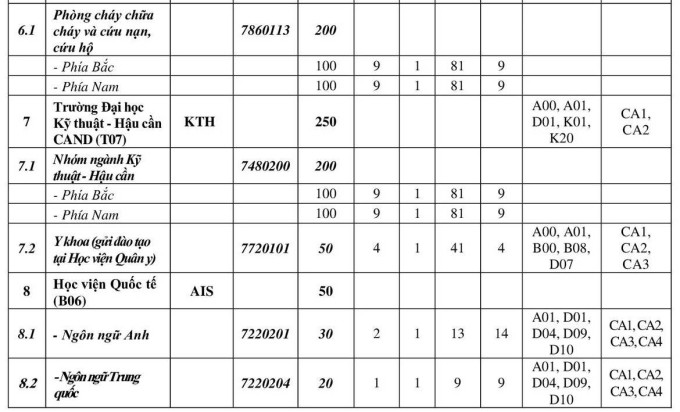 6.1 Phòng cháy chữa cháy và cứu nạn, cứu hộ 7860113 200
- Phía Bắc 100 9 1 81 9
- Phía Nam 100 9 1 81 9
7 Trường Đại học Kỹ thuật - Hậu cần CAND (T07) KTH 250 A00, A01, D01, K01, K20 CA1, CA2
7.1 Nhóm ngành Kỹ thuật - Hậu cần 7480200 200
- Phía Bắc 100 9 1 81 9
- Phía Nam 100 9 1 81 9
7.2 Y khoa (gửi đào tạo tại Học viện Quân y) 7720101 50 4 1 41 4 A00, A01, B00, B08, D07 CA1, CA2, CA3
8 Học viện Quốc tế (B06) AIS 50
8.1 - Ngôn ngữ Anh 7220201 30 2 1 13 14 A01, D01, D04, D09, D10 CA1, CA2, CA3, CA4
8.2 - Ngôn ngữ Trung quốc 7220204 20 1 1 9 9 A01, D01, D04, D09, D10 CA1, CA2, CA3, CA4